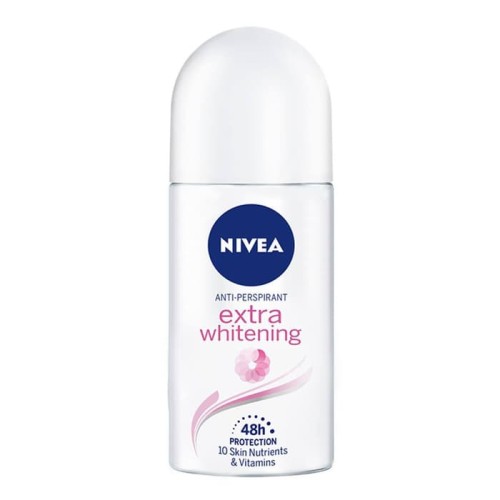 NIVEA
ANTI-PERSPIRANT
extra
whitening
48h
PROTECTION
10 Skin Nutrients
& Vitamins